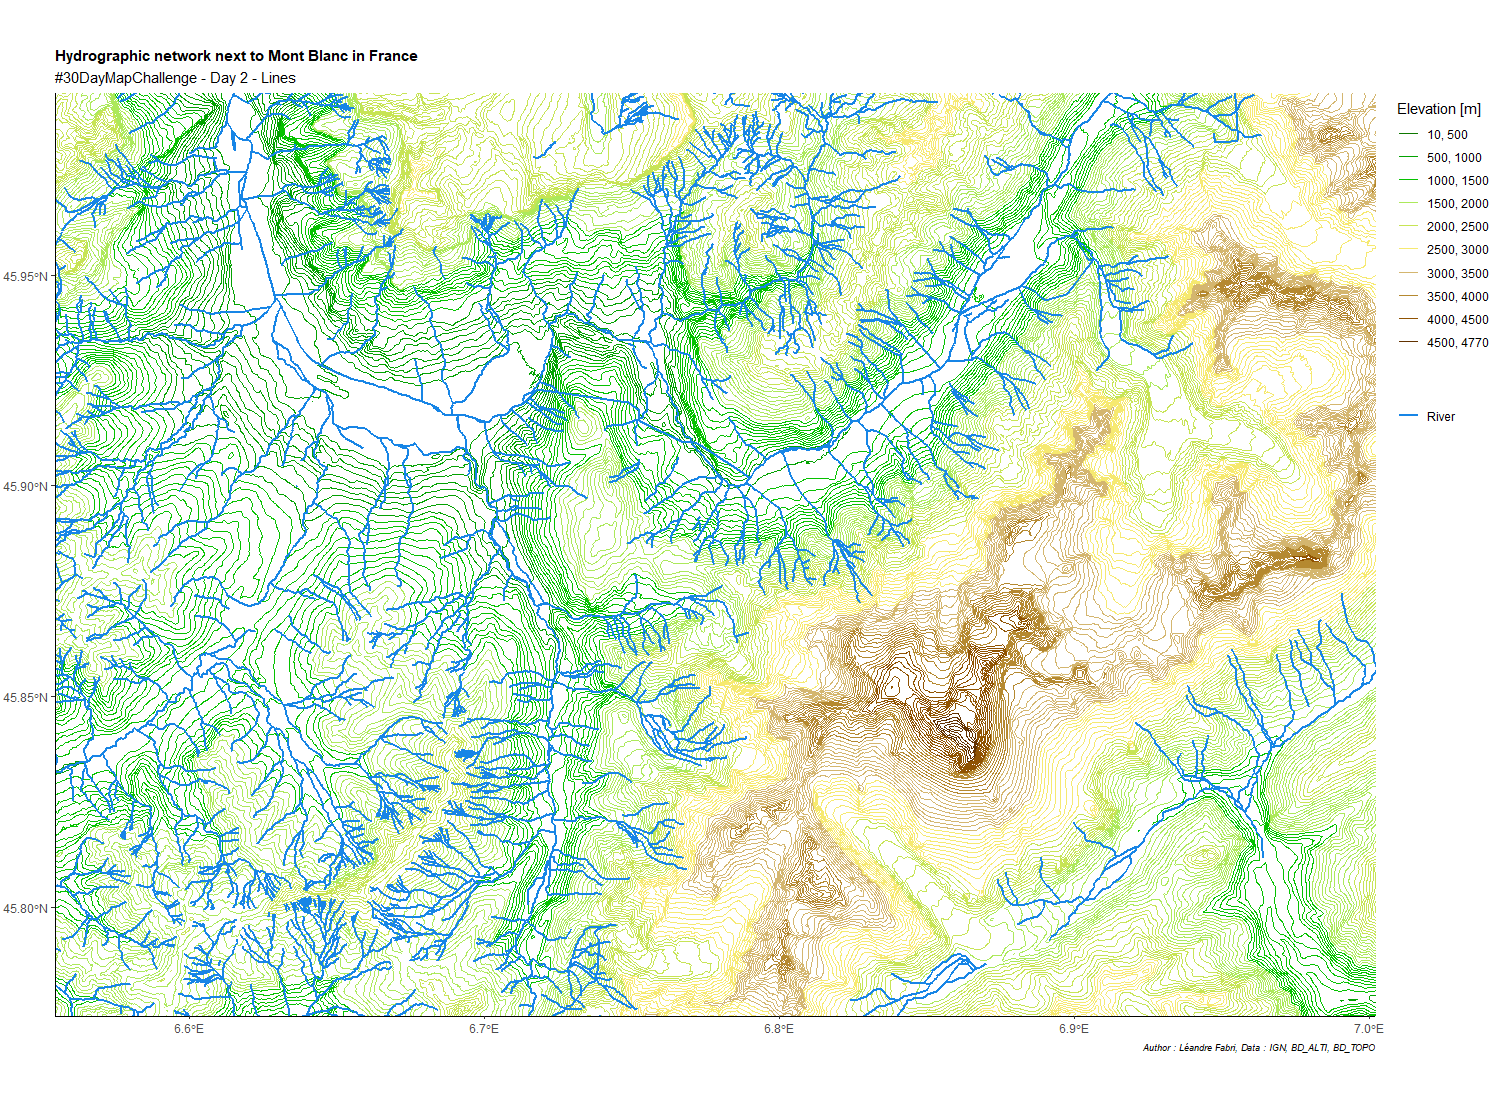 Hydrographic network next to Mont Blanc in France
#30DayMapChallenge - Day 2 - Lines
45.95°N
45.95°N
45.90°N
45.85°N
45.80°N
6.6°E
6.7°E
6.8°E
6.9°E
7.0°E
Elevation [m]
10, 500
500, 1000
1000, 1500
1500, 2000
2000, 2500
2500, 3000
3000, 3500
3500, 4000
4000, 4500
4500, 4770
River
Author : Léandre Fabri, Data : IGN, BD_ALTI, BD_TOPO